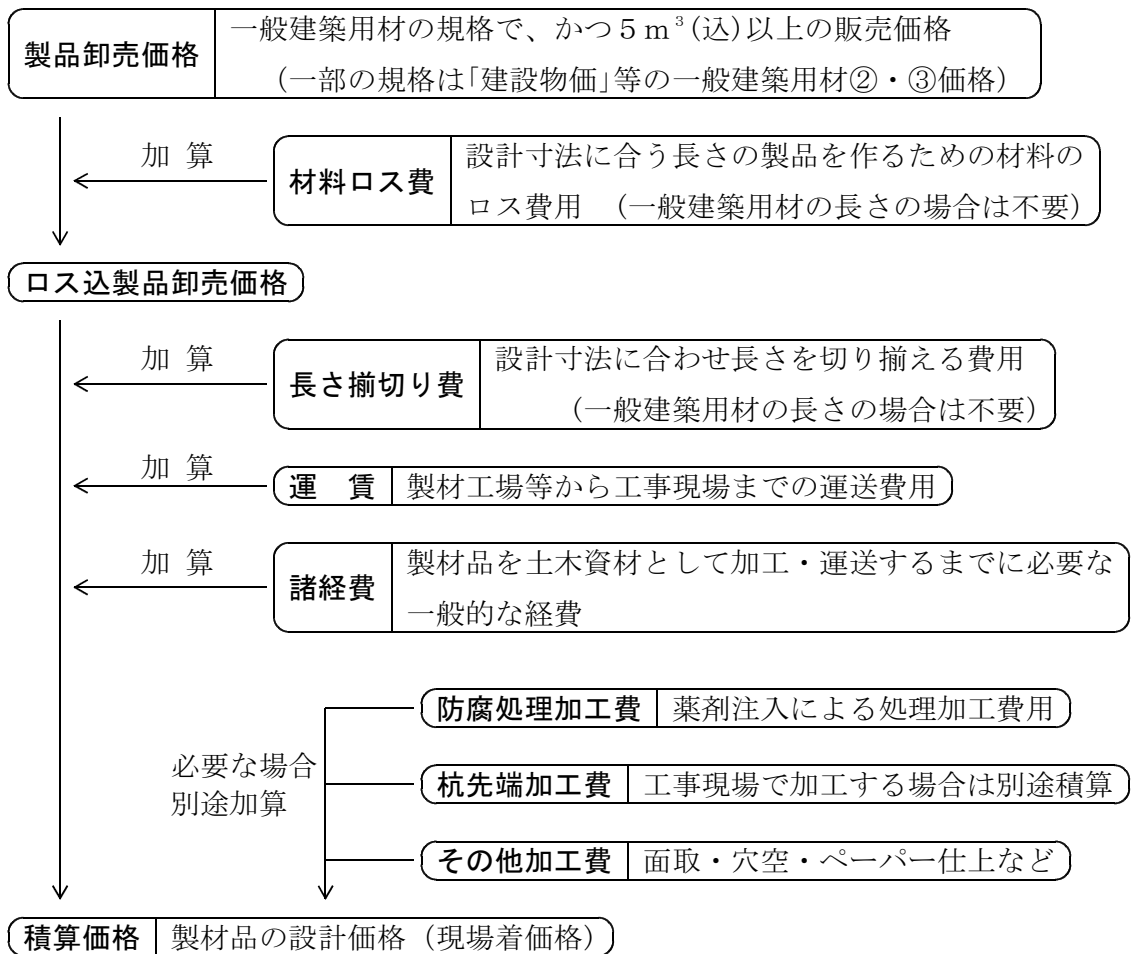 製品卸売価格
一般建築用材の規格で、かつ５ｍ³(込)以上の販売価格
(一部の規格は｢建設物価｣等の一般建築用材②・③価格)
加 算
材料ロス費
設計寸法に合う長さの製品を作るための材料の
ロス費用 (一般建築用材の長さの場合は不要)
ロス込製品卸売価格
加 算
長さ揃切り費
設計寸法に合わせ長さを切り揃える費用
(一般建築用材の長さの場合は不要)
加 算
運 賃
製材工場等から工事現場までの運送費用
加 算
諸経費
製材品を土木資材として加工・運送するまでに必要な
一般的な経費
必要な場合
別途加算
防腐処理加工費
薬剤注入による処理加工費用
杭先端加工費
工事現場で加工する場合は別途積算
その他加工費
面取・穴空・ペーパー仕上など
積算価格
製材品の設計価格 (現場着価格)